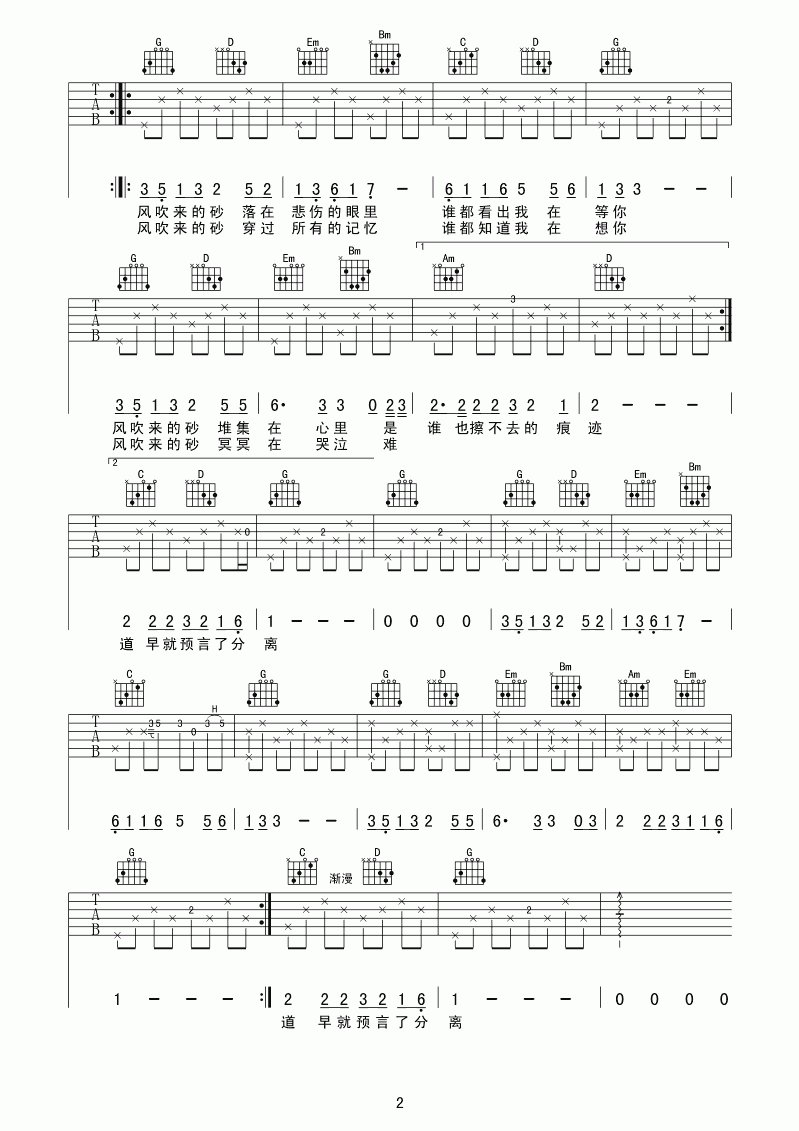 G D Em Bm C D G
T A B 2
3 5 1 3 2 5 2 1 3 6 1 7 – 6 1 1 6 5 5 5 6 1 3 3 –
风吹来的砂 落在 悲伤的眼里 谁都看出我 在 等你
风吹来的砂 穿过 所有的记忆 谁都知道我 在 想你
1
G D Em Bm Am D
T A B 3
3 5 1 3 2 5 5 6· 3 3 0 2 3 2· 2 2 2 3 2 1 2 – – –
风吹来的砂 堆集 在 心里 是 谁 也擦不去的 痕 迹
风吹来的砂 冥冥 在 哭泣 难
2
C D G G G D Em Bm
T A B 0 2 2
2 2 2 3 2 1 6 1 – – – 0 0 0 0 3 5 1 3 2 5 2 1 3 6 1 7 –
道 早就预言了分 离
C G G D Em Bm Am Em
H
T A B 3 5 3 0 3 5
6 1 1 6 5 5 5 6 1 3 3 – – 3 5 1 3 2 5 5 6· 3 3 0 3 2 2 2 3 1 1 6
G C 渐漫 D G
T A B 2 2
1 – – – 2 2 2 3 2 1 6 1 – – – 0 0 0 0
道 早就预言了分 离
2